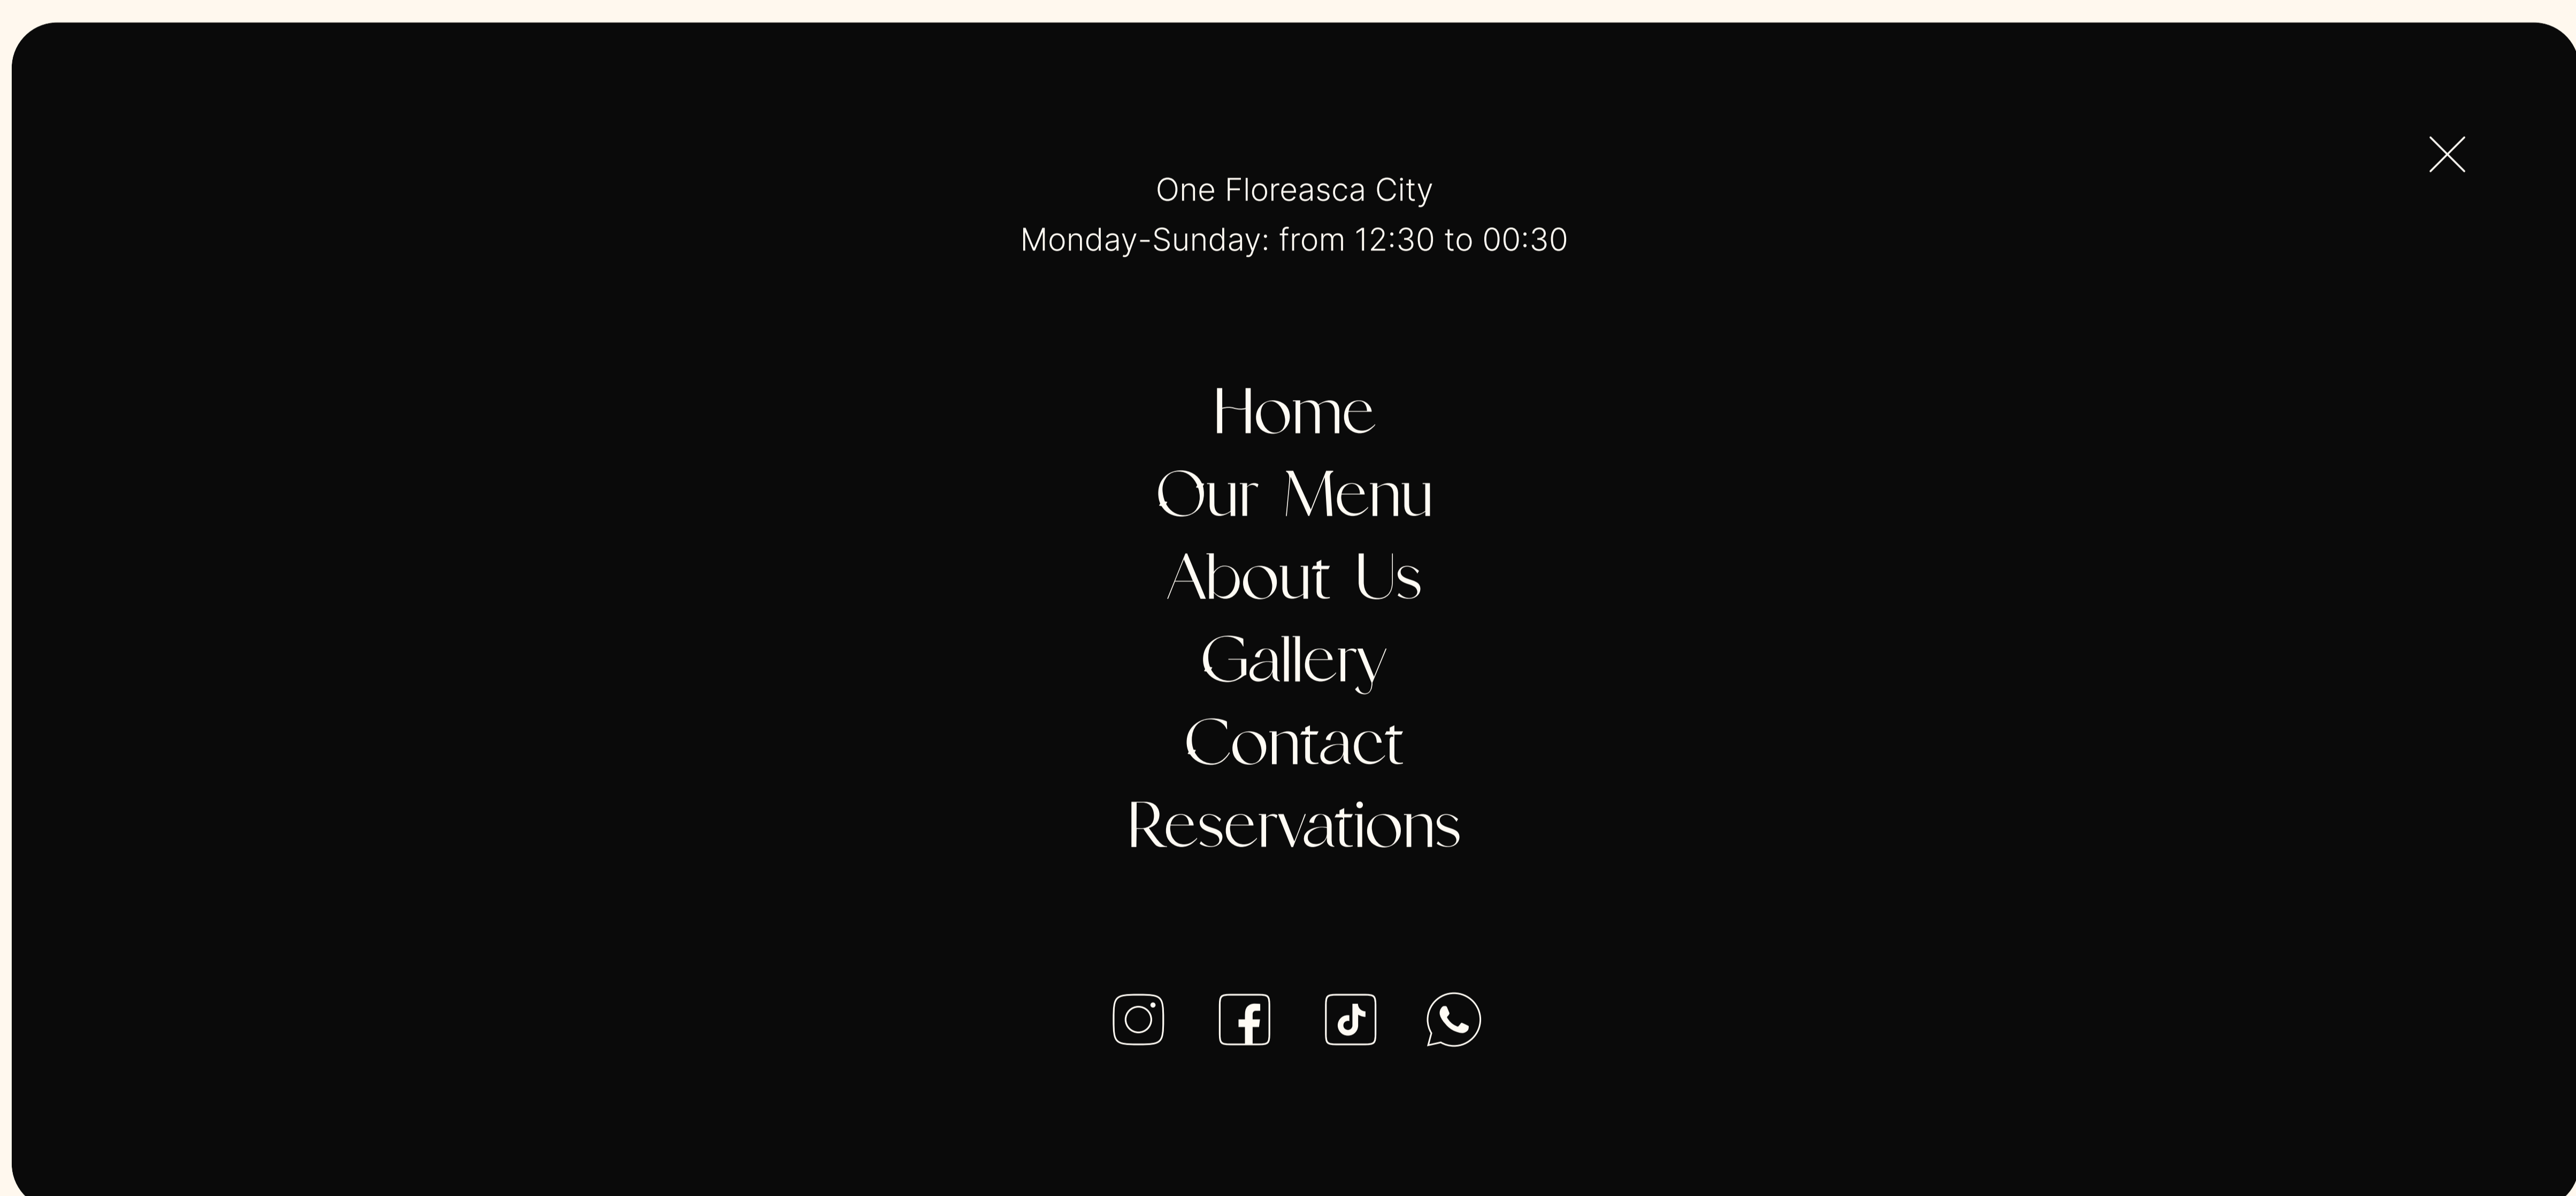 One Floreasca City
Monday-Sunday: from 12:30 to 00:30
Home
Our Menu
About Us
Gallery
Contact
Reservations